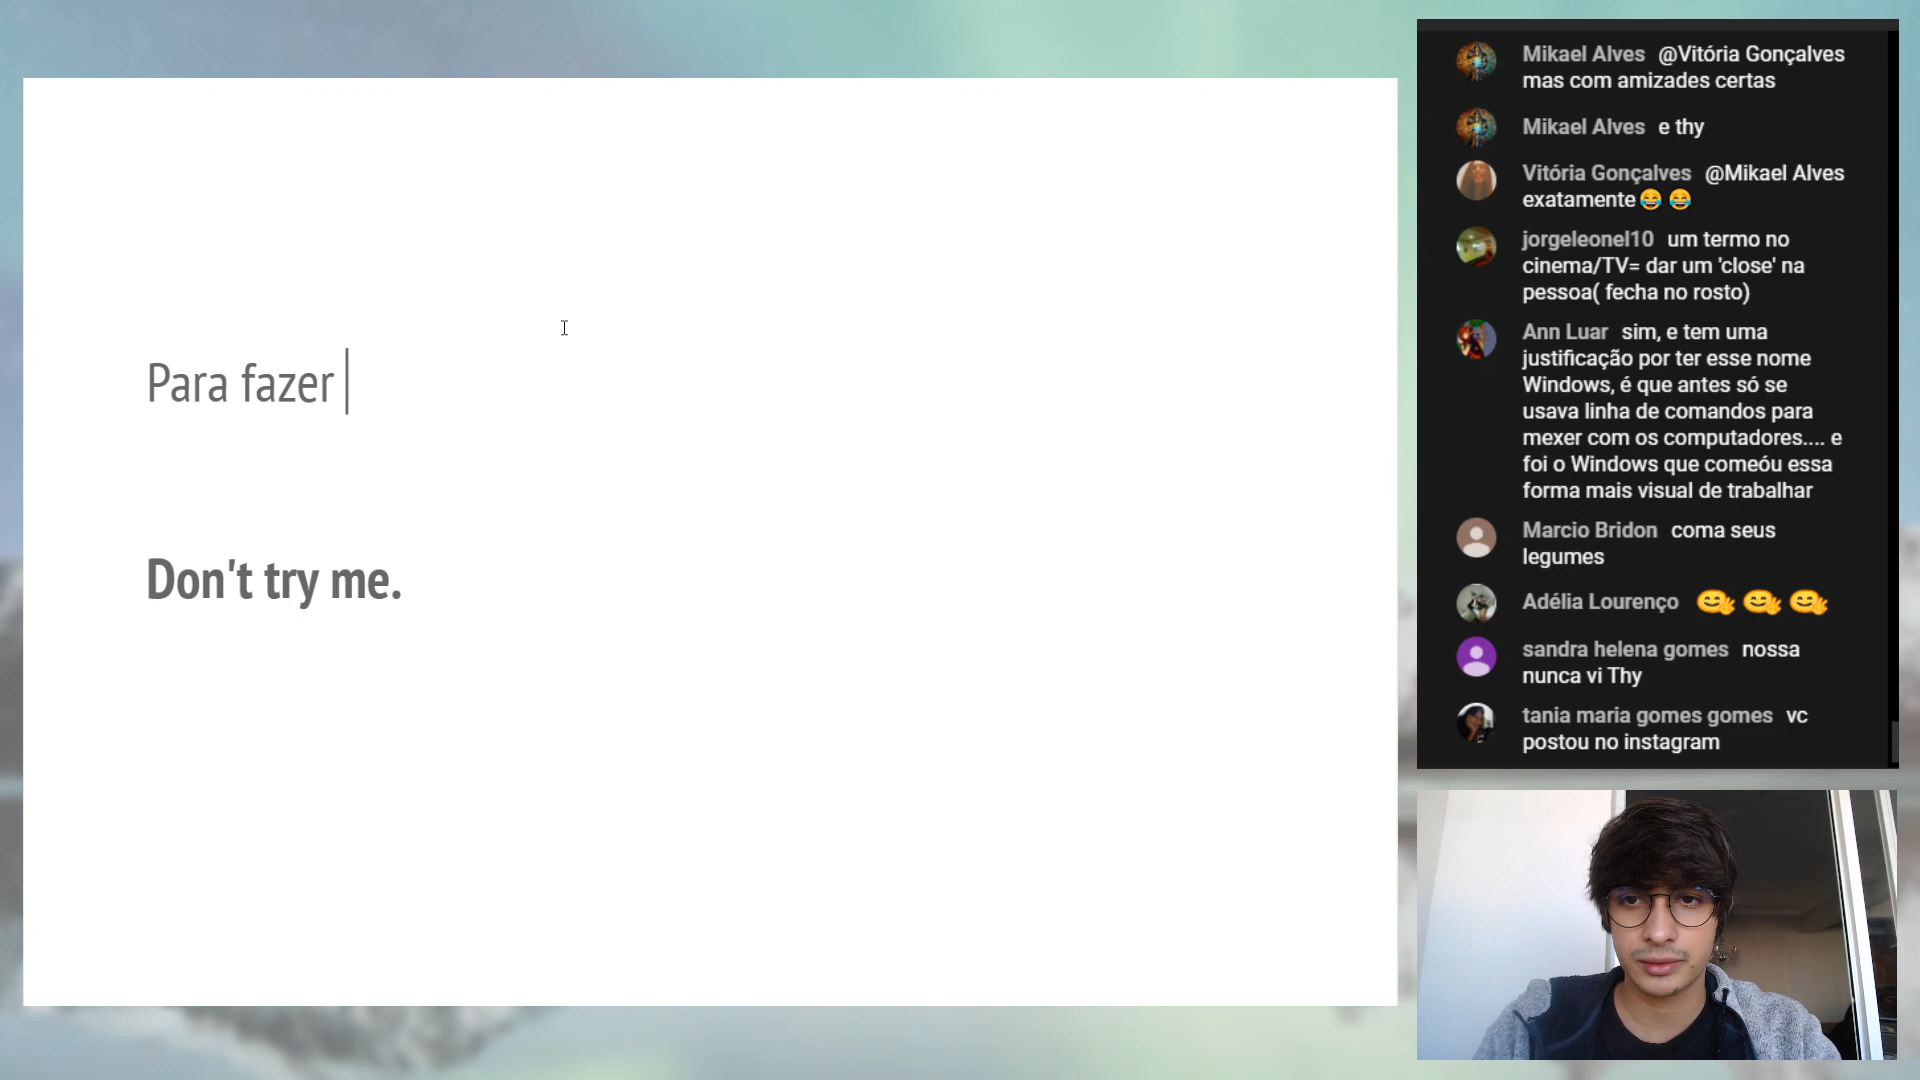 Para fazer
Don't try me.
Mikael Alves @Vitória Gonçalves
mas com amizades certas
Mikael Alves e thy
Vitória Gonçalves @Mikael Alves
exatamente😂 😂
jorgeleonel10 um termo no
cinema/TV= dar um 'close' na
pessoa( fecha no rosto)
Ann Luar sim, e tem uma
justificação por ter esse nome
Windows, é que antes só se
usava linha de comandos para
mexer com os computadores.... e
foi o Windows que comeóu essa
forma mais visual de trabalhar
Marcio Bridon coma seus
legumes
Adélia Lourenço
sandra helena gomes nossa
nunca vi Thy
tania maria gomes gomes vc
postou no instagram